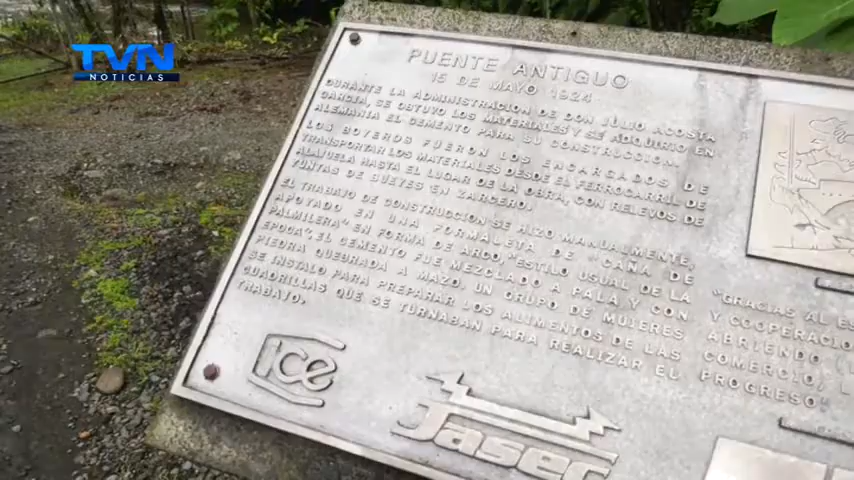 TVN
NOTICIAS
PUENTE ANTIGUO
15 DE MAYO 1924
DURANTE LA ADMINISTRACION DE DON JULIO ACOSTA
GARCIA, SE OBTUVO LOS MATERIALES Y SE ADQUIRIO EN
ALEMANIA EL CEMENTO PARA SU CONSTRUCCION.
LOS BOYEROS FUERON LOS ENCARGADOS DE
TRANSPORTAR LOS MATERIALES DESDE EL FERROCARRIL DE
ALAJUELA HASTA EL LUGAR DE LA OBRA, CON RELEVOS DE
YUNTAS DE BUEYES EN ZARCERO.
EL TRABAJO DE CONSTRUCCION SE HIZO MANUALMENTE,
APOYADO EN UNA FORMALETA DE "CAÑA DE
PALMILERA" EN FORMA DE ARCO "ESTILO USUAL DE LA
EPOCA". EL CEMENTO FUE MEZCLADO A PALA Y CON
PIEDRA QUEBRADA A MAZO. UN GRUPO DE MUJERES
SE INSTALO PARA PREPARAR LOS ALIMENTOS DE LAS
CUADRILLAS QUE SE TURNABAN PARA REALIZAR EL
TRABAJO.
ice
Jasec
"GRACIAS AL ES
Y COOPERACI
ABRIENDO
COMERCIO,
PROGRESO."